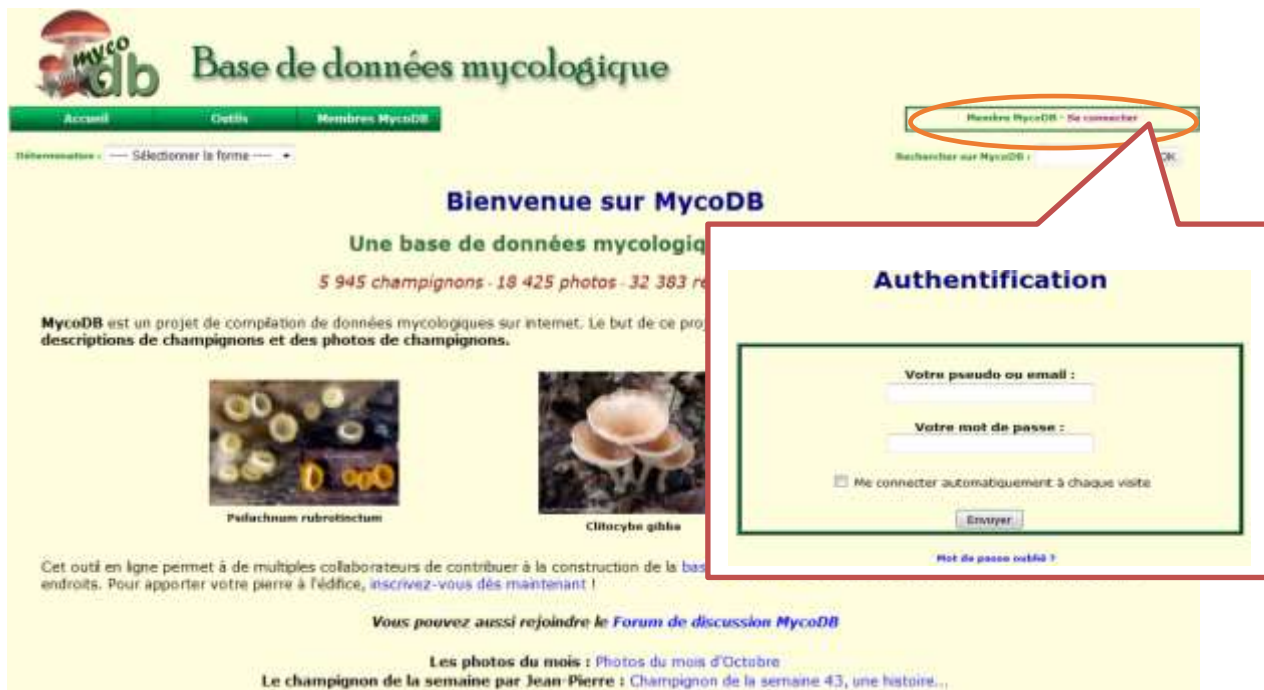 myco
db
Base de données mycologique
Accueil Outils Membres MycoDB
Membre MycoDB - Se connecter
Détermination : ---- Sélectionner la forme ----
Rechercher sur MycoDB : OK
Bienvenue sur MycoDB
Une base de données mycologiq
5 945 champignons - 18 425 photos - 32 383 re
MycoDB est un projet de compilation de données mycologiques sur internet. Le but de ce proj
descriptions de champignons et des photos de champignons.
Psilachnum rubrotinctum
Clitocybe gibba
Authentification
Votre pseudo ou email :
Votre mot de passe :
Me connecter automatiquement à chaque visite
Envoyer
Mot de passe oublié ?
Cet outil en ligne permet à de multiples collaborateurs de contribuer à la construction de la bas
endroits. Pour apporter votre pierre à l'édifice, inscrivez-vous dès maintenant !
Vous pouvez aussi rejoindre le Forum de discussion MycoDB
Les photos du mois : Photos du mois d'Octobre
Le champignon de la semaine par Jean-Pierre : Champignon de la semaine 43, une histoire...